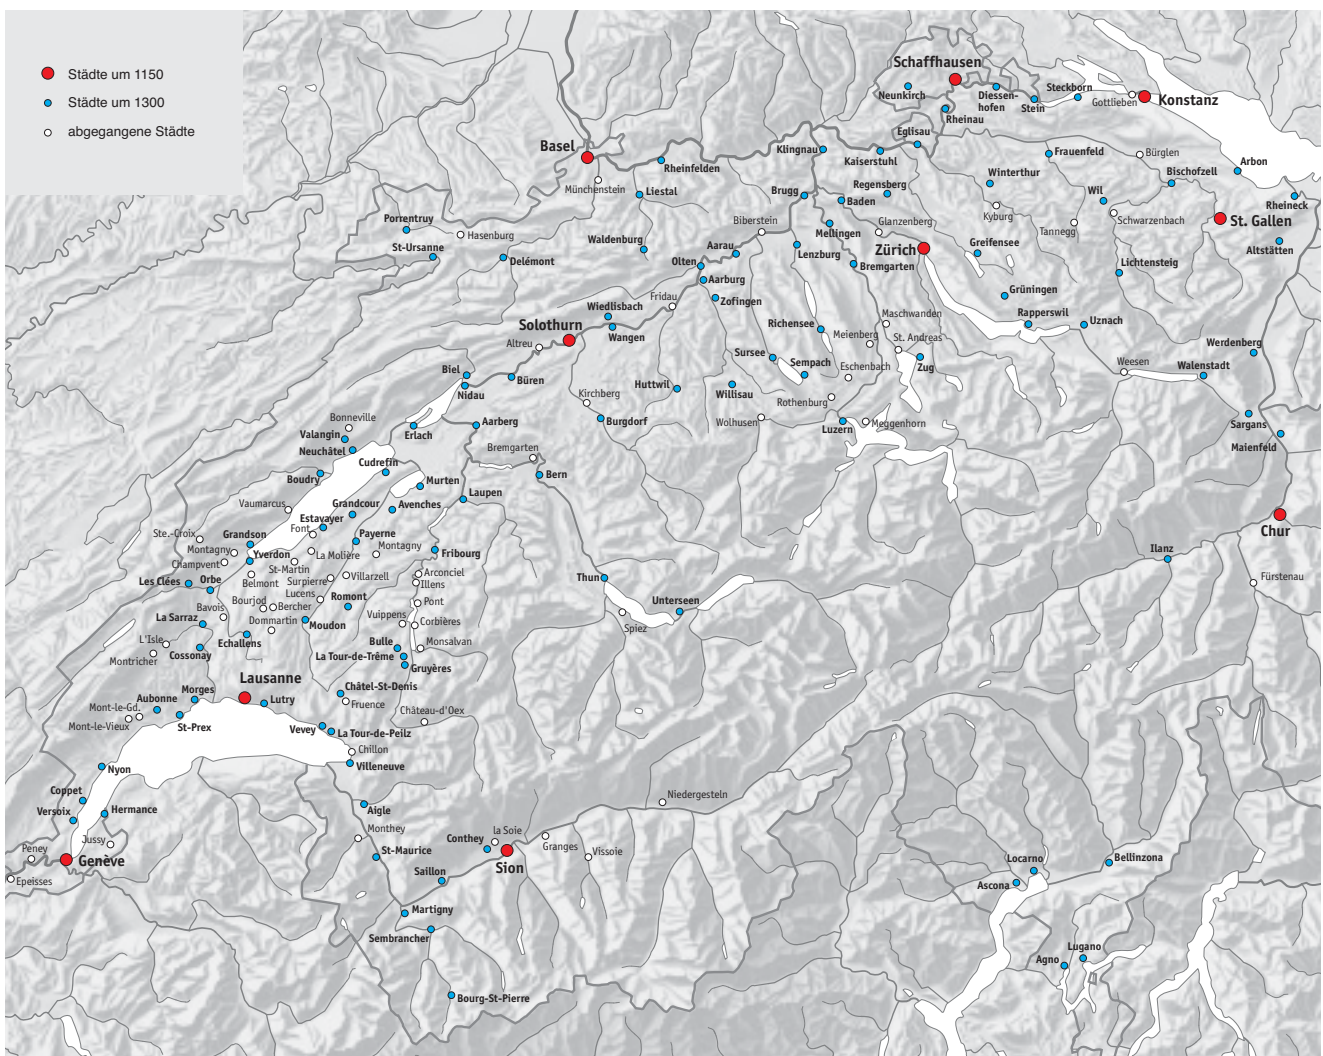 Städte um 1150
Städte um 1300
abgegangene Städte
Schaffhausen
Neunkirch
Diessen-
hofen
Stein
Steckborn
Gottlieben
Konstanz
Rheinau
Basel
Münchenstein
Rheinfelden
Liestal
Klingnau
Kaiserstuhl
Eglisau
Frauenfeld
Bürglen
Bischofzell
Arbon
Rheineck
Winterthur
Wil
Brugg
Regensberg
Baden
Kyburg
Tannegg
Schwarzenbach
St. Gallen
Altstätten
Porrentruy
Hasenburg
St-Ursanne
Delémont
Waldenburg
Biberstein
Aarau
Mellingen
Glanzenberg
Lenzburg
Bremgarten
Zürich
Greifensee
Lichtensteig
Olten
Aarburg
Zofingen
Fridau
Grüningen
Wiedlisbach
Wangen
Solothurn
Altreu
Richensee
Maschwanden
Meienberg
St. Andreas
Rapperswil
Uznach
Werdenberg
Weesen
Walenstadt
Biel
Nidau
Büren
Sursee
Sempach
Eschenbach
Zug
Huttwil
Willisau
Rothenburg
Kirchberg
Burgdorf
Wolhusen
Luzern
Meggenhorn
Sargans
Maienfeld
Bonneville
Valangin
Neuchâtel
Erlach
Aarberg
Bremgarten
Bern
Cudrefin
Boudry
Murten
Laupen
Vaumarcus
Grandcour
Avenches
Estavayer
Font
Ste.-Croix
Grandson
Payerne
Montagny
Yverdon
La Molière
Montagny
Champvent
St-Martin
Fribourg
Chur
Ilanz
Fürstenau
Les Clées
Orbe
Belmont
Surpierre
Villarzell
Arconciel
Illens
Thun
Unterseen
Spiez
Lucens
Romont
Pont
Bavois
Bourjod
Bercher
Vuippens
Corbières
La Sarraz
Dommartin
Moudon
L'Isle
Echallens
Montricher
Cossonay
Bulle
Monsalvan
La Tour-de-Trême
Gruyères
Lausanne
Morges
Lutry
Châtel-St-Denis
Fruence
Aubonne
Mont-le-Gd.
Mont-le-Vieux
St-Prex
Château-d'Oex
Vevey
La Tour-de-Peilz
Chillon
Villeneuve
Nyon
Coppet
Versoix
Hermance
Aigle
Niedergesteln
Monthey
la Soie
Conthey
Granges
Vissoie
Jussy
Peney
Genève
Epeisses
St-Maurice
Sion
Saillon
Locarno
Bellinzona
Ascona
Martigny
Sembrancher
Lugano
Agno
Bourg-St-Pierre